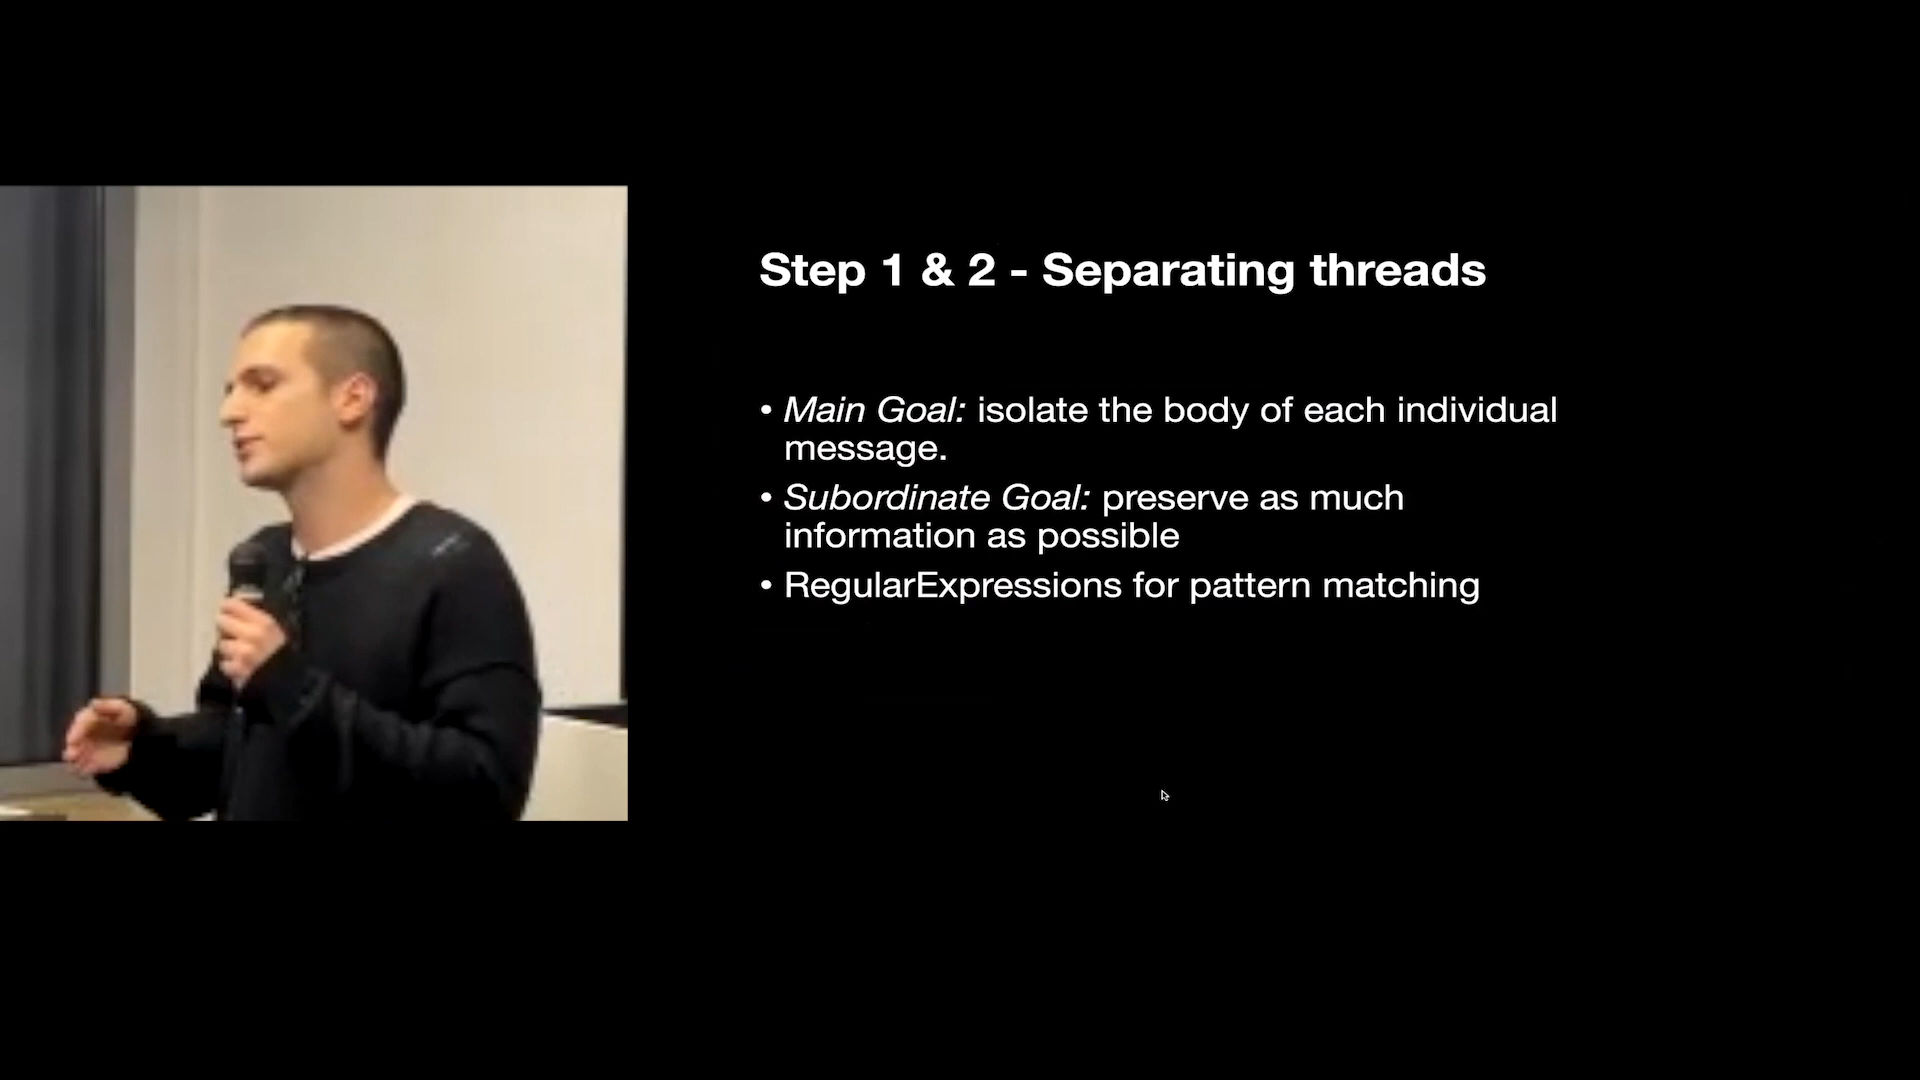 Step 1 & 2 - Separating threads
• Main Goal: isolate the body of each individual
message.
• Subordinate Goal: preserve as much
information as possible
• RegularExpressions for pattern matching